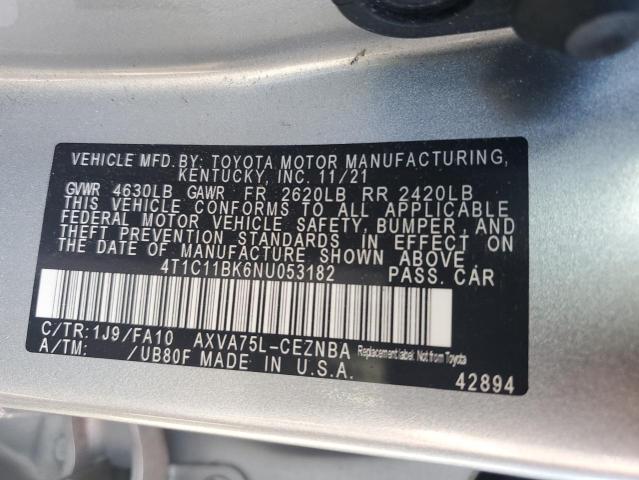 VEHICLE MFD.BY: TOYOTA MOTOR MANUFACTURING,
KENTUCKY, INC. 11/21
GVWR 4630LB GAWR FR 2620LB RR 2420LB
THIS VEHICLE CONFORMS TO ALL APPLICABLE
FEDERAL MOTOR VEHICLE SAFETY, BUMPER, AND
THEFT PREVENTION STANDARDS IN EFFECT ON
THE DATE OF MANUFACTURE SHOWN ABOVE.
4T1C11BK6NU053182 PASS. CAR
C/TR:1J9/FA10 AXVA75L-CEZNBA Replacement label: Not from Toyota
A/TM: /UB80F MADE IN U.S.A.
42894